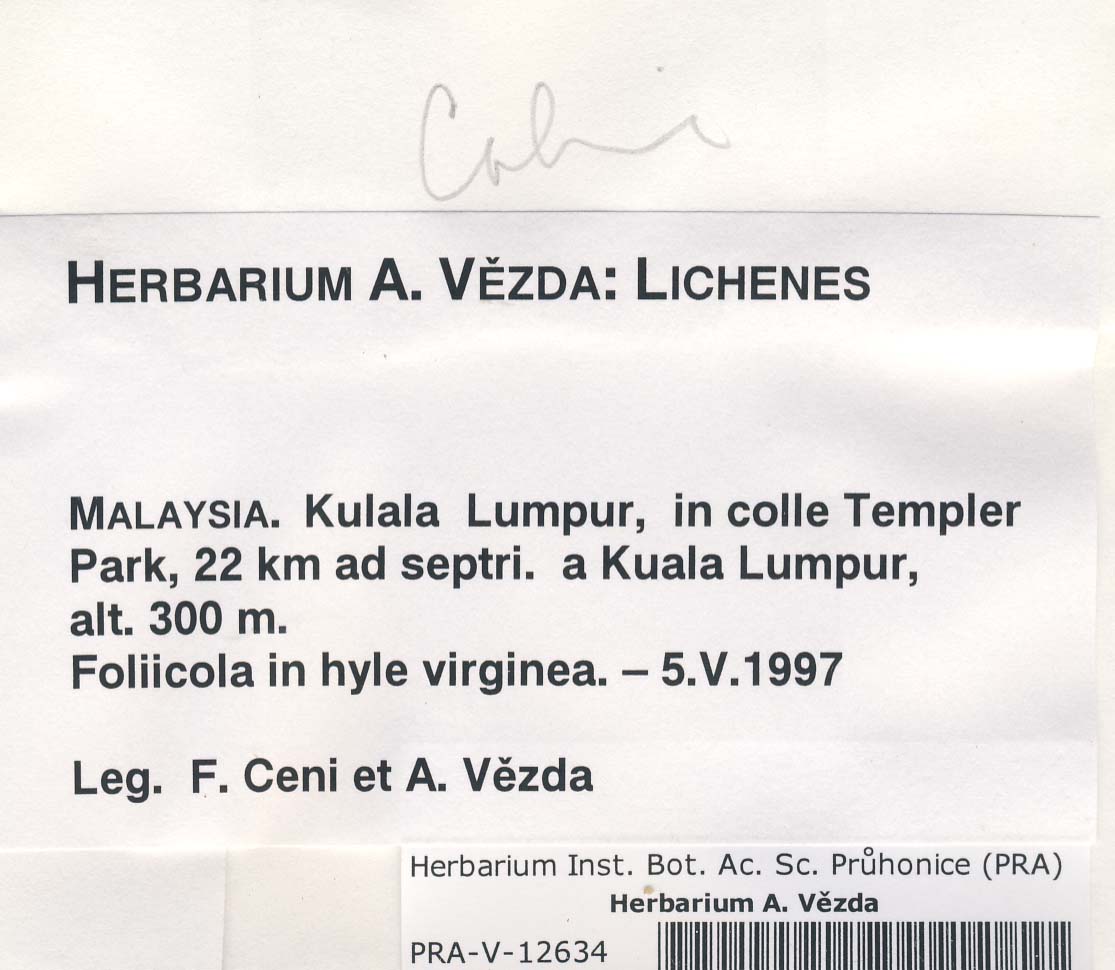 HERBARIUM A. VĚZDA: LICHENES
MALAYSIA. Kulala Lumpur, in colle Templer
Park, 22 km ad septri. a Kuala Lumpur,
alt. 300 m.
Foliicola in hyle virginea. – 5.V.1997
Leg. F. Ceni et A. Vězda
Herbarium Inst. Bot. Ac. Sc. Průhonice (PRA)
Herbarium A. Vězda
PRA-V-12634